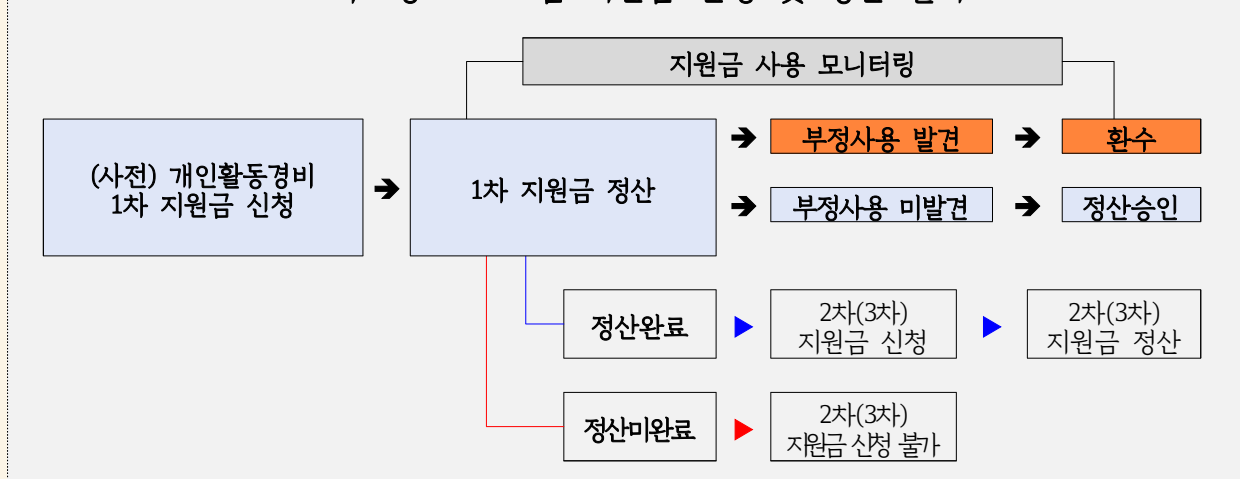 지원금 사용 모니터링
(사전) 개인활동경비
1차 지원금 신청
1차 지원금 정산
부정사용 발견
환수
부정사용 미발견
정산승인
정산완료
2차(3차)
지원금 신청
2차(3차)
지원금 정산
정산미완료
2차(3차)
지원금 신청 불가